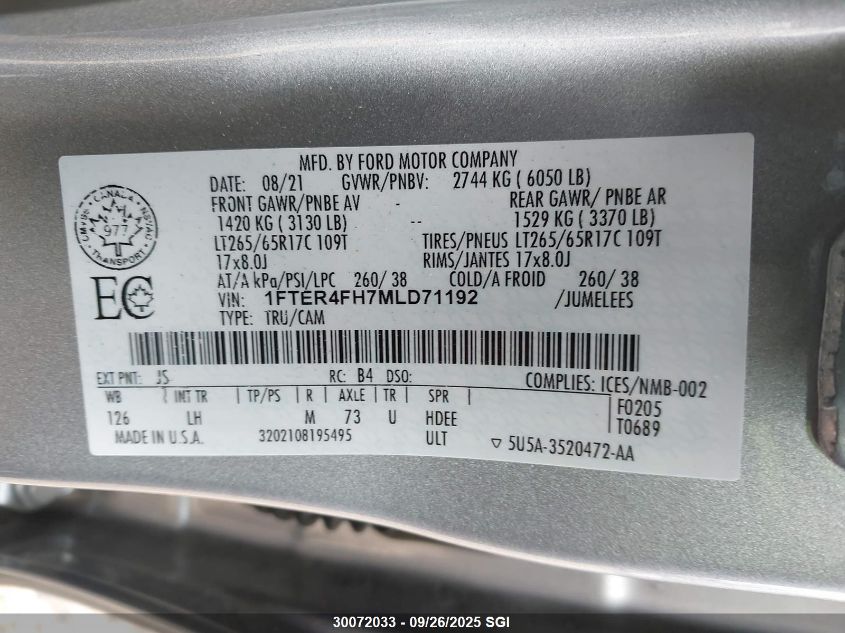 MFD. BY FORD MOTOR COMPANY
DATE: 08/21 GVWR/PNBV: 2744 KG ( 6050 LB)
FRONT GAWR/PNBE AV - REAR GAWR/ PNBE AR
1420 KG ( 3130 LB) -- 1529 KG ( 3370 LB)
LT265/65R17C 109T TIRES/PNEUS LT265/65R17C 109T
17x8.0J RIMS/JANTES 17x8.0J
AT/A kPa/PSI/LPC 260/ 38 COLD/A FROID 260/ 38
VIN: 1FTER4FH7MLD71192 /JUMELEES
TYPE: TRU/CAM
CANADA
977
TRANSPORT
EC
EXT PNT: JS RC: B4 DSO: COMPLIES: ICES/NMB-002
WB INT TR TP/PS R AXLE TR SPR F0205
126 LH M 73 U HDEE T0689
MADE IN U.S.A. 3202108195495 ULT ▽ 5U5A-3520472-AA
30072033 - 09/26/2025 SGI